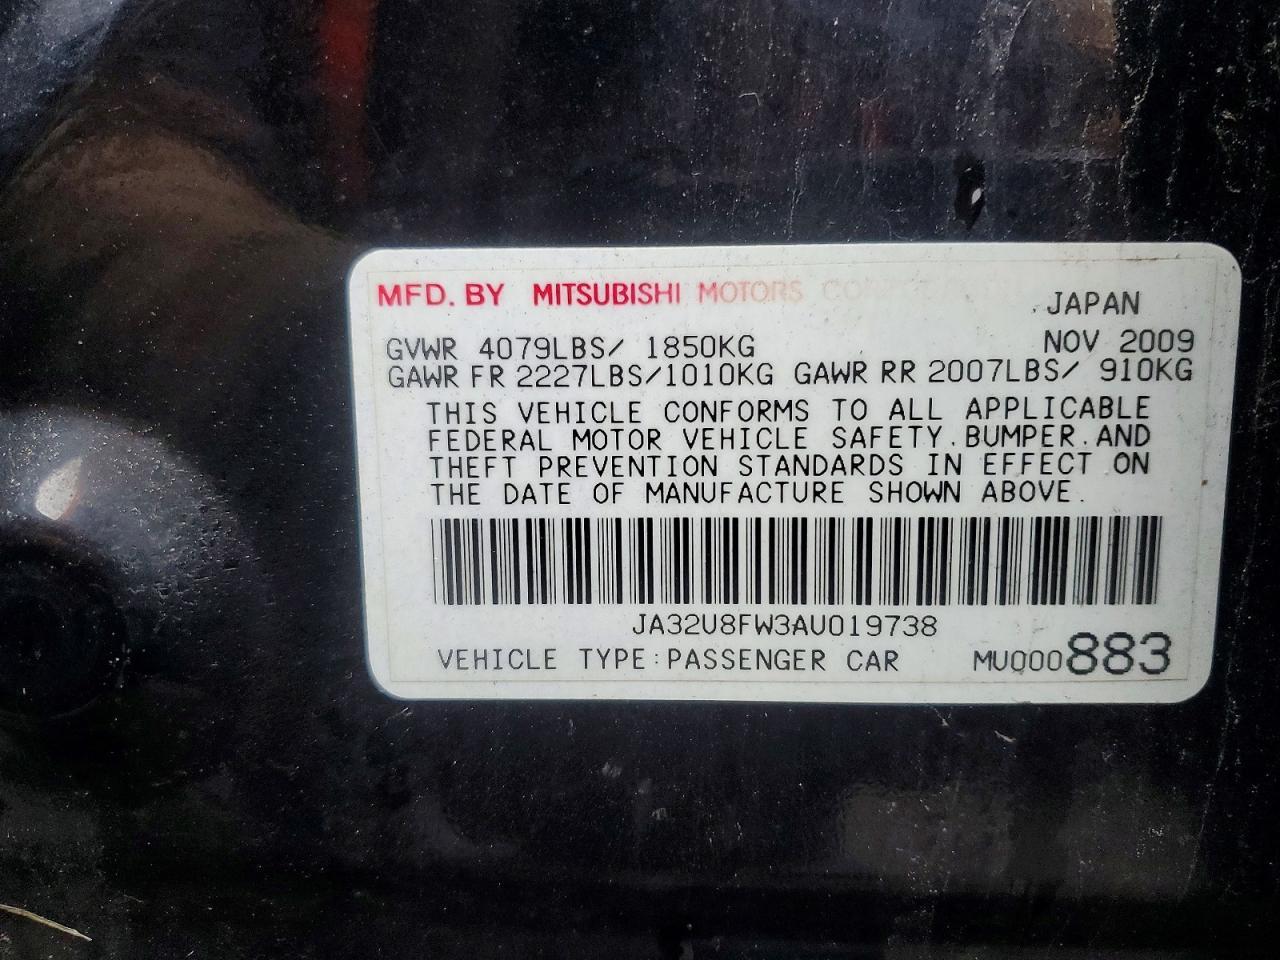 MFD. BY MITSUBISHI MOTORS CORPORATION JAPAN
GVWR 4079LBS/ 1850KG NOV 2009
GAWR FR 2227LBS/1010KG GAWR RR 2007LBS/ 910KG
THIS VEHICLE CONFORMS TO ALL APPLICABLE
FEDERAL MOTOR VEHICLE SAFETY, BUMPER, AND
THEFT PREVENTION STANDARDS IN EFFECT ON
THE DATE OF MANUFACTURE SHOWN ABOVE.
JA32U8FW3AU019738
VEHICLE TYPE:PASSENGER CAR MU000883